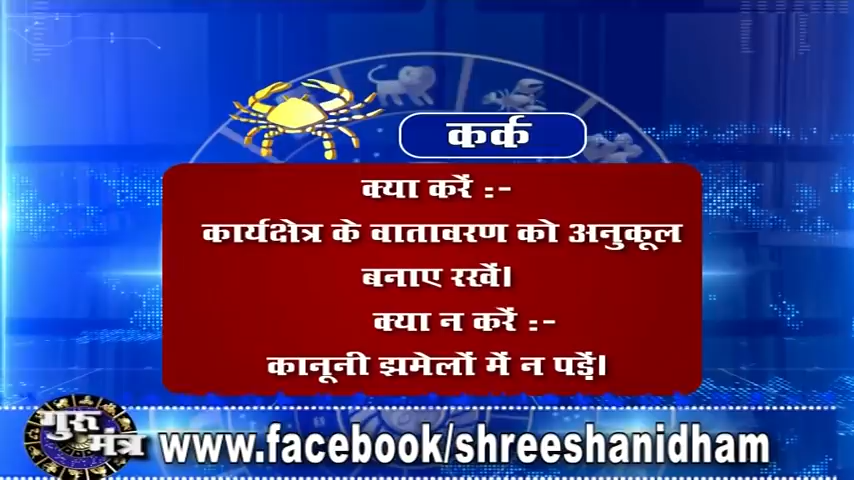 कर्क
क्या करें :-
कार्यक्षेत्र के वातावरण को अनुकूल
बनाए रखें।
क्या न करें :-
कानूनी झमेलों में न पड़ें।
गुरू
मंत्र
www.facebook/shreeshanidham